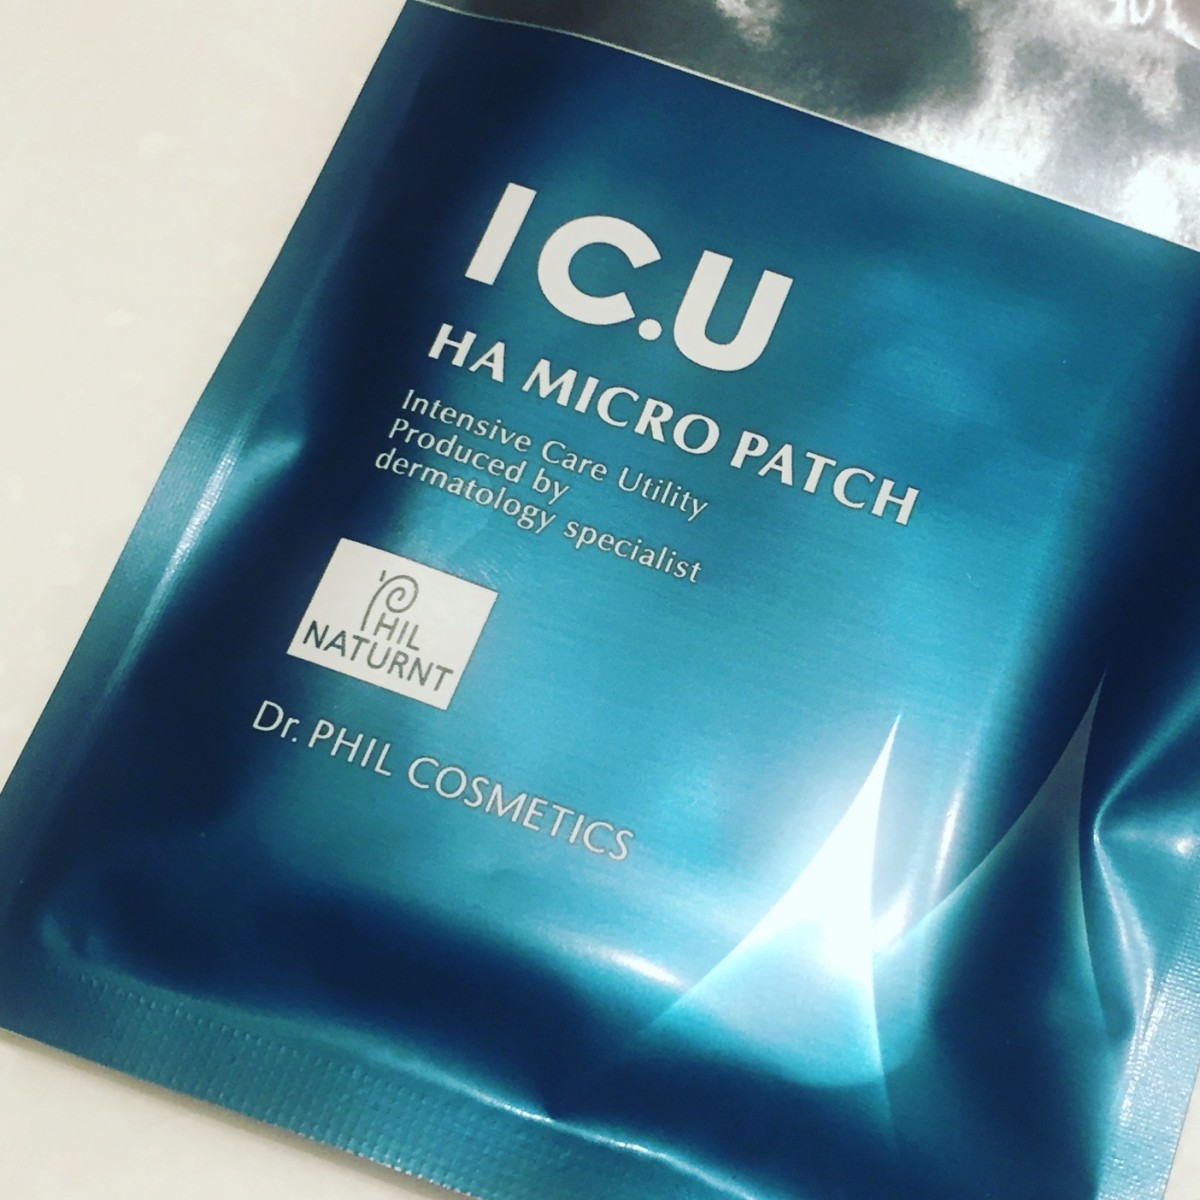 IC.U
HA MICRO PATCH
Intensive Care Utility
Produced by
dermatology specialist
PHIL
NATURNT
Dr. PHIL COSMETICS